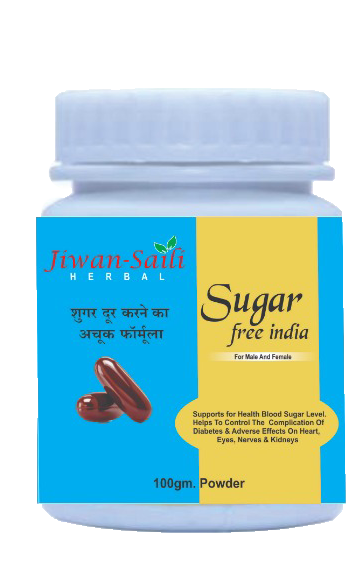 Jiwan-Saili
HERBAL
शुगर दूर करने का
अचूक फॉर्मूला
Sugar
free india
For Male And Female
Supports for Health Blood Sugar Level.
Helps To Control The Complication Of
Diabetes & Adverse Effects On Heart,
Eyes, Nerves & Kidneys
100gm. Powder